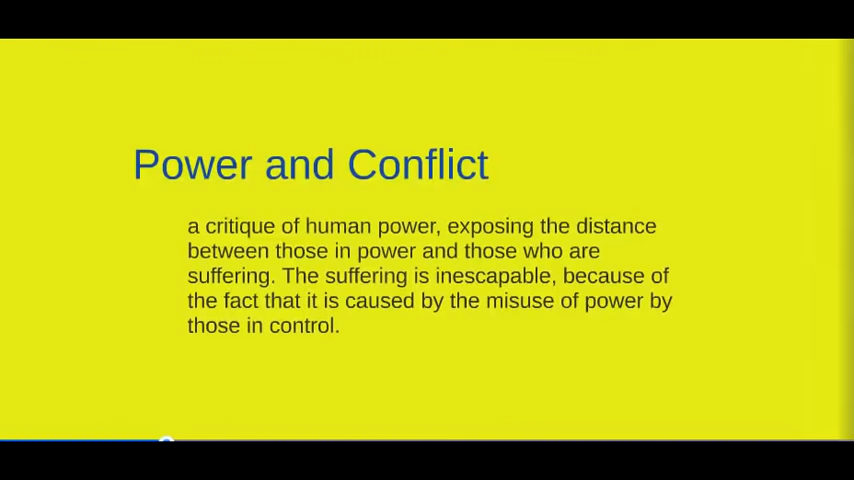 Power and Conflict
a critique of human power, exposing the distance
between those in power and those who are
suffering. The suffering is inescapable, because of
the fact that it is caused by the misuse of power by
those in control.